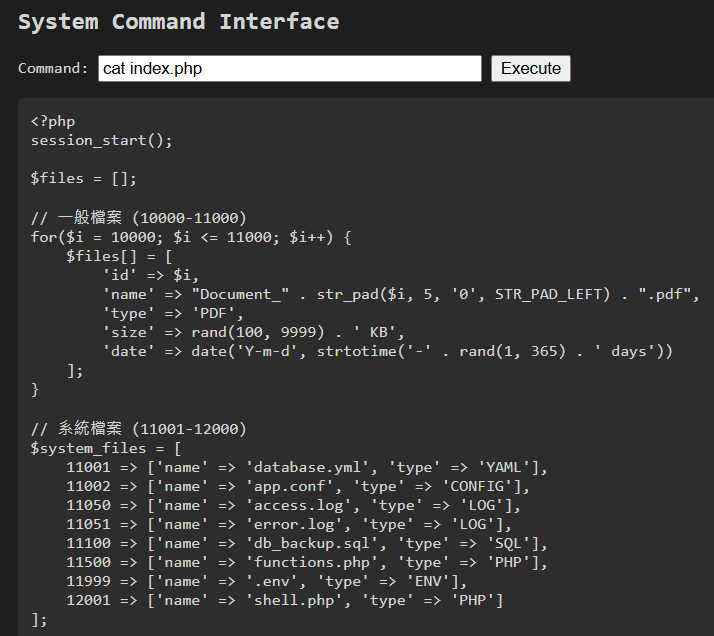 System Command Interface
Command: cat index.php Execute
<?php
session_start();
$files = [];
// 一般檔案 (10000-11000)
for($i = 10000; $i <= 11000; $i++) {
    $files[] = [
        'id' => $i,
        'name' => "Document_" . str_pad($i, 5, '0', STR_PAD_LEFT) . ".pdf",
        'type' => 'PDF',
        'size' => rand(100, 9999) . ' KB',
        'date' => date('Y-m-d', strtotime('-' . rand(1, 365) . ' days'))
    ];
}
// 系統檔案 (11001-12000)
$system_files = [
    11001 => ['name' => 'database.yml', 'type' => 'YAML'],
    11002 => ['name' => 'app.conf', 'type' => 'CONFIG'],
    11050 => ['name' => 'access.log', 'type' => 'LOG'],
    11051 => ['name' => 'error.log', 'type' => 'LOG'],
    11100 => ['name' => 'db_backup.sql', 'type' => 'SQL'],
    11500 => ['name' => 'functions.php', 'type' => 'PHP'],
    11999 => ['name' => '.env', 'type' => 'ENV'],
    12001 => ['name' => 'shell.php', 'type' => 'PHP']
];